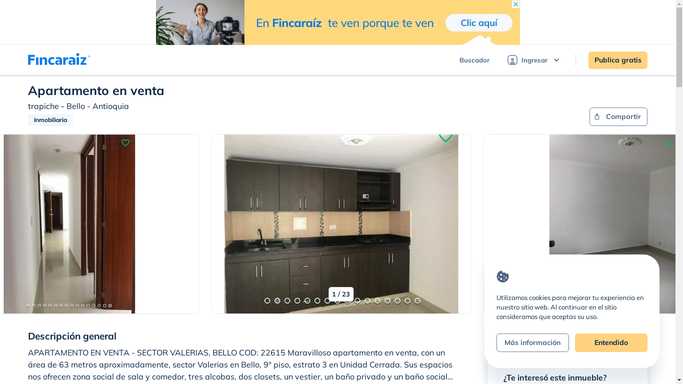 En Fincaraíz te ven porque te ven
Clic aquí
Fincaraiz
Buscador
Ingresar
Publica gratis
Apartamento en venta
trapiche - Bello - Antioquia
Inmobiliaria
Compartir
1 / 23
Utilizamos cookies para mejorar tu experiencia en
nuestro sitio web. Al continuar en el sitio
consideramos que aceptas su uso.
Más información
Entendido
Descripción general
APARTAMENTO EN VENTA - SECTOR VALERIAS, BELLO COD: 22615 Maravilloso apartamento en venta, con un
área de 63 metros aproximadamente, sector Valerias en Bello, 9° piso, estrato 3 en Unidad Cerrada. Sus espacios
nos ofrecen zona social de sala y comedor, tres alcobas, dos closets, un vestier, un baño privado y un baño social...
¿Te interesó este inmueble?